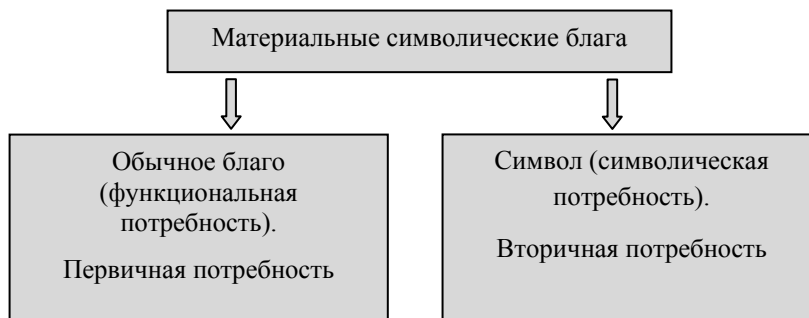 Материальные символические блага
Обычное благо
(функциональная
потребность).
Первичная потребность
Символ (символическая
потребность).
Вторичная потребность